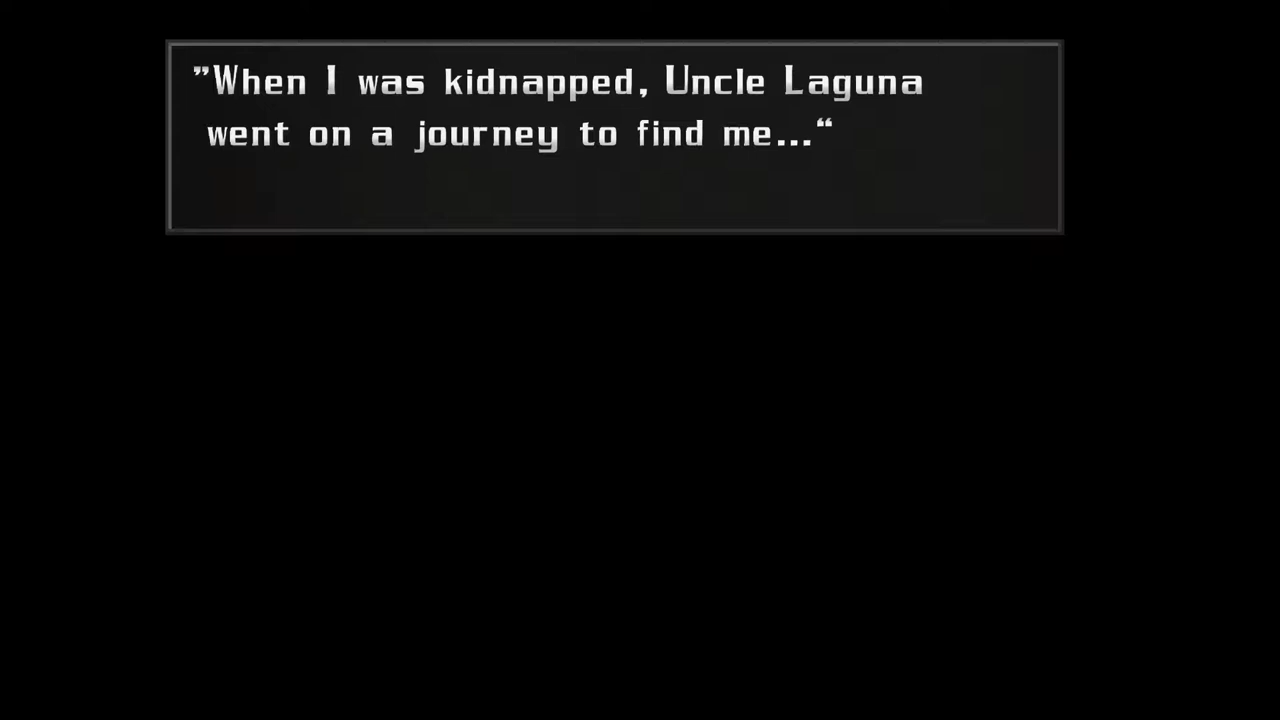 ”When I was kidnapped, Uncle Laguna
went on a journey to find me...“